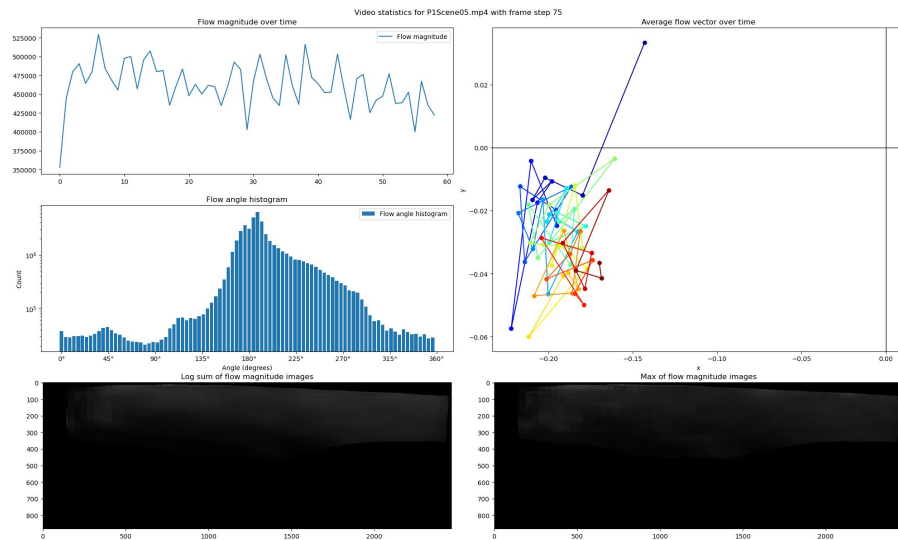 Video statistics for P1Scene05.mp4 with frame step 75
Flow magnitude over time
Flow magnitude
525000
500000
475000
450000
425000
400000
375000
350000
0 10 20 30 40 50 60
Average flow vector over time
y
0.02
0.00
−0.02
−0.04
−0.06
−0.20 −0.15 −0.10 −0.05 0.00
x
Flow angle histogram
Flow angle histogram
Count
10⁶
10⁵
0° 45° 90° 135° 180° 225° 270° 315° 360°
Angle (degrees)
Log sum of flow magnitude images
0
100
200
300
400
500
600
700
800
0 500 1000 1500 2000
Max of flow magnitude images
0
100
200
300
400
500
600
700
800
0 500 1000 1500 2000